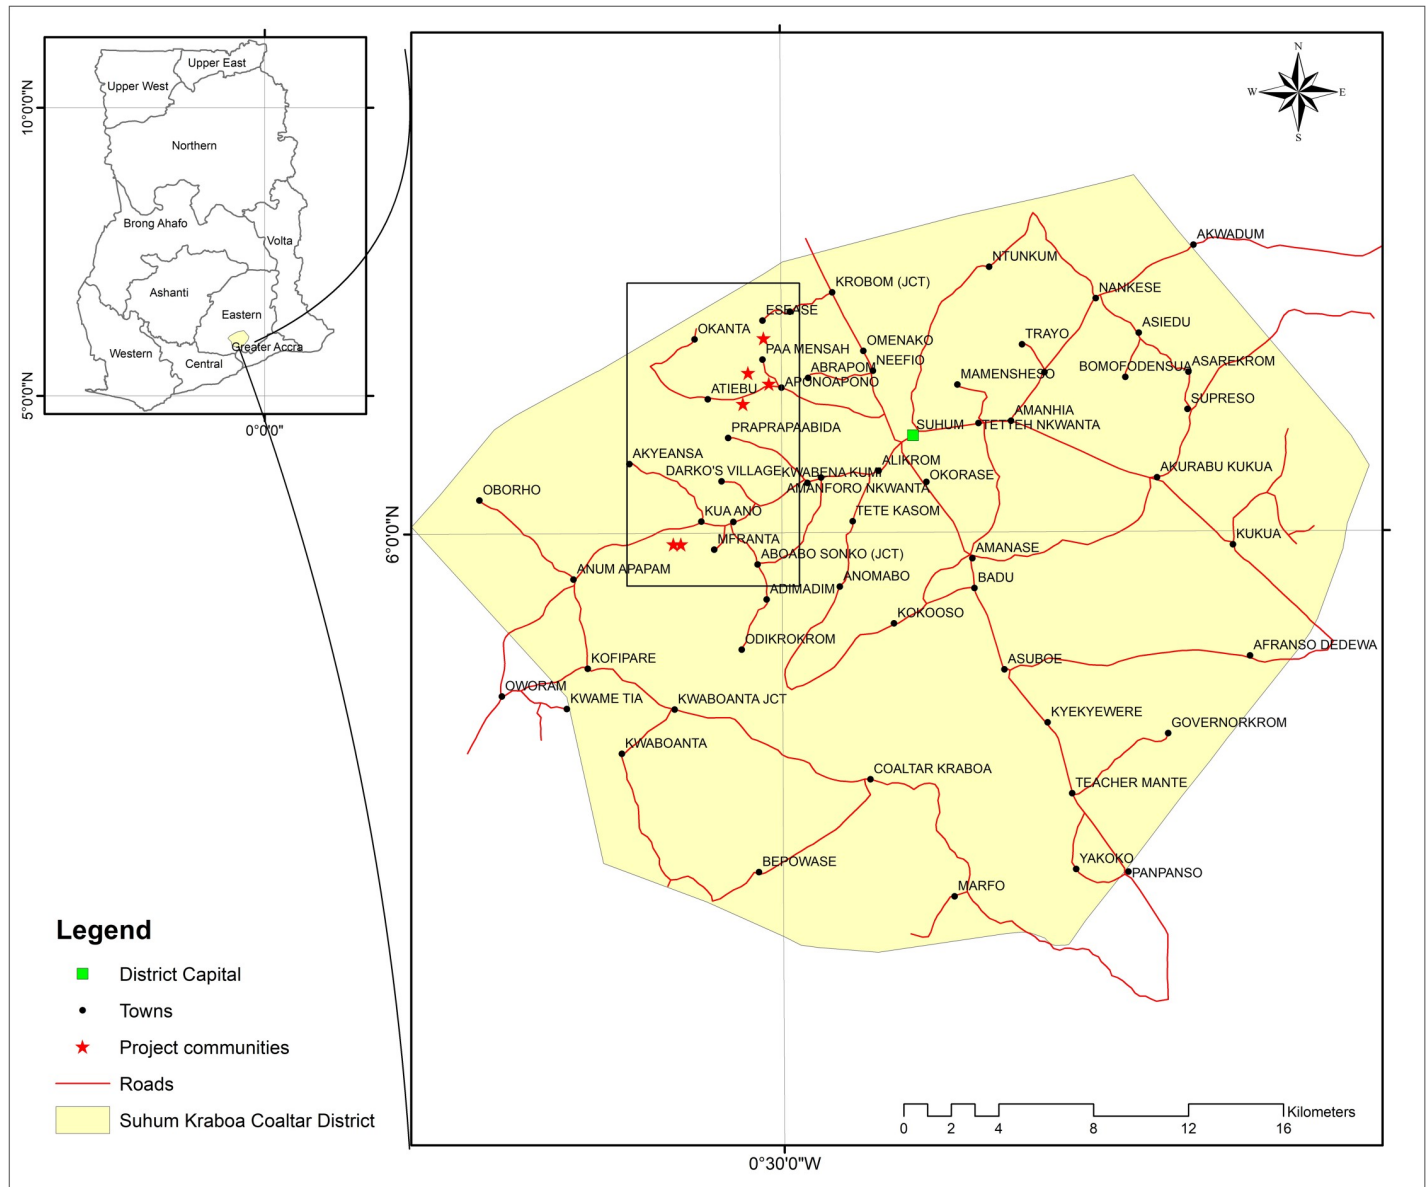 Upper East
Upper West
Northern
Brong Ahafo
Volta
Ashanti
Eastern
Western
Central
Greater Accra
10°0'0"N
5°0'0"N
0°0'0"
N
W
E
S
AKWADUM
NTUNKUM
KROBOM (JCT)
NANKESE
ESEASE
OKANTA
ASIEDU
TRAYO
OMENAKO
PAA MENSAH
NEEFIO
ABRAPOM
BOMOFODENSUA
ASAREKROM
MAMENSHESO
APONOAPONO
ATIEBU
SUPRESO
AMANHIA
SUHUM
TETTEH NKWANTA
PRAPRAPAABIDA
AKYEANSA
ALIKROM
DARKO'S VILLAGE
KWABENA KUMI
AKURABU KUKUA
OKORASE
AMANFORO NKWANTA
OBORHO
KUA ANO
TETE KASOM
6°0'0"N
KUKUA
MFRANTA
ABOABO SONKO (JCT)
AMANASE
ANUM APAPAM
ANOMABO
BADU
ADIMADIM
KOKOOSO
ODIKROKROM
AFRANSO DEDEWA
KOFIPARE
ASUBOE
OWORAM
KWAME TIA
KWABOANTA JCT
KYEKYEWERE
GOVERNORKROM
KWABOANTA
COALTAR KRABOA
TEACHER MANTE
BEPOWASE
YAKOKO
PANPANSO
MARFO
Legend
District Capital
Towns
Project communities
Roads
Suhum Kraboa Coaltar District
Kilometers
0 2 4 8 12 16
0°30'0"W